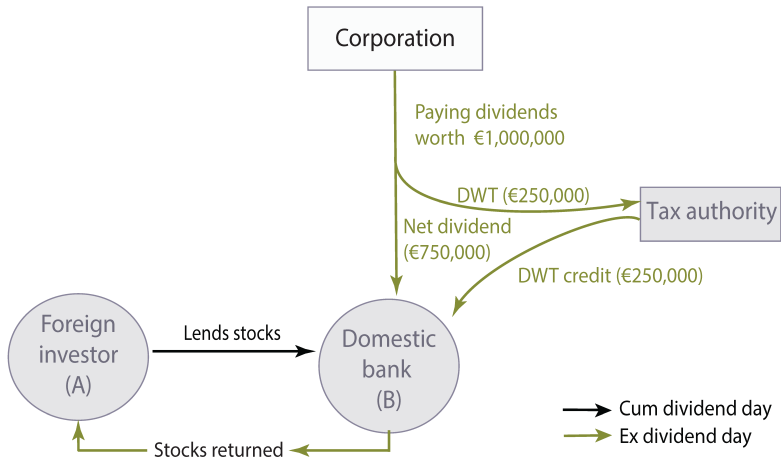 Corporation
Paying dividends
worth €1,000,000
DWT (€250,000)
Tax authority
Net dividend
(€750,000)
DWT credit (€250,000)
Foreign
investor
(A)
Lends stocks
Domestic
bank
(B)
Cum dividend day
Stocks returned
Ex dividend day